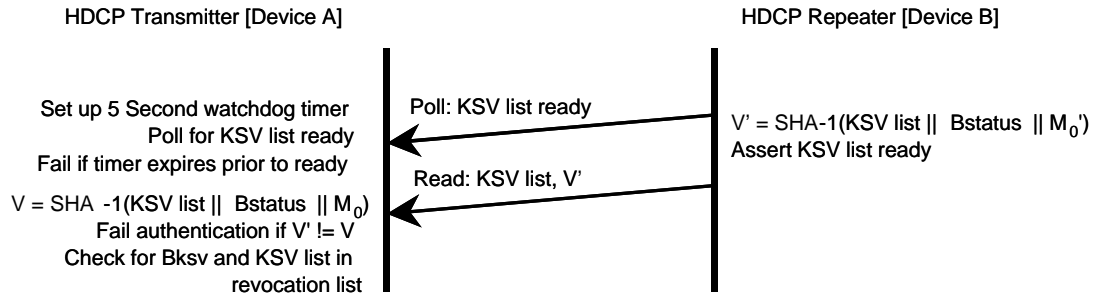 HDCP Transmitter [Device A]
HDCP Repeater [Device B]
Set up 5 Second watchdog timer
Poll for KSV list ready
Fail if timer expires prior to ready
Poll: KSV list ready
V’ = SHA-1(KSV list || Bstatus || M0')
Assert KSV list ready
Read: KSV list, V’
V = SHA -1(KSV list || Bstatus || M0)
Fail authentication if V' != V
Check for Bksv and KSV list in
revocation list